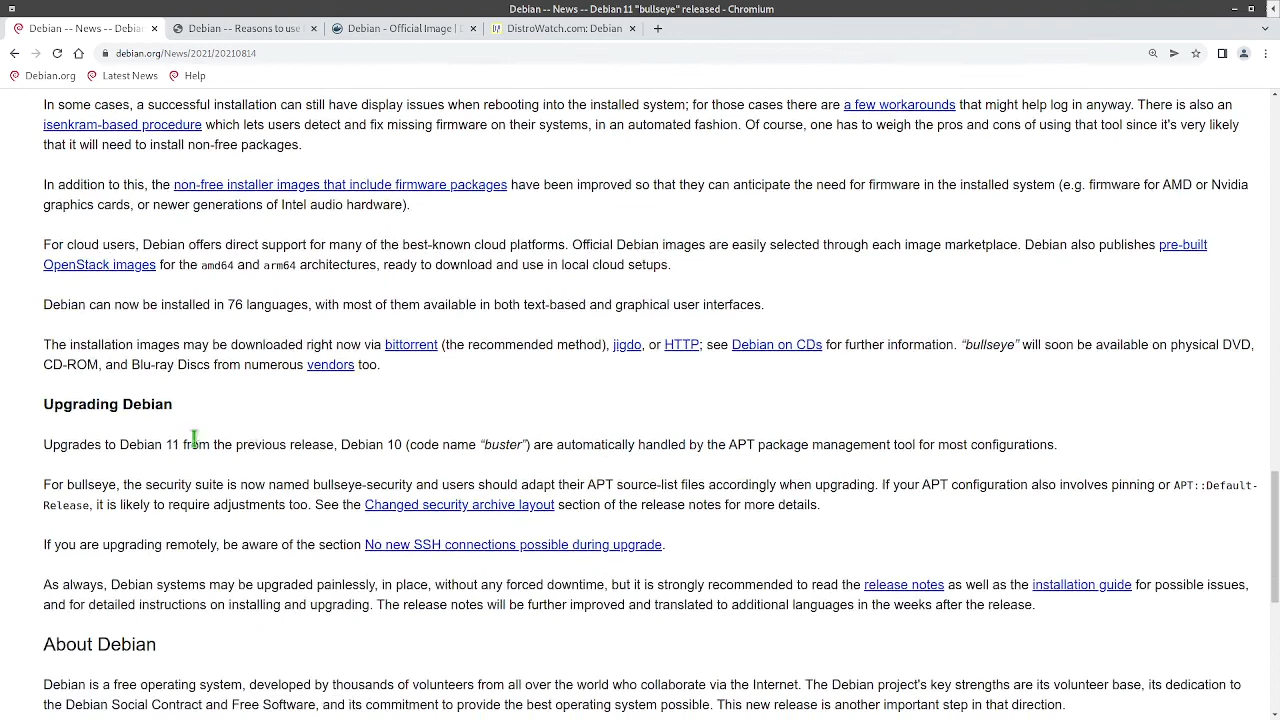 Debian -- News -- Debian 11 "bullseye" released - Chromium
Debian -- News -- Debia
Debian -- Reasons to use
Debian - Official Image |
DistroWatch.com: Debian
debian.org/News/2021/20210814
Debian.org Latest News Help
In some cases, a successful installation can still have display issues when rebooting into the installed system; for those cases there are a few workarounds that might help log in anyway. There is also an
isenkram-based procedure which lets users detect and fix missing firmware on their systems, in an automated fashion. Of course, one has to weigh the pros and cons of using that tool since it's very likely
that it will need to install non-free packages.
In addition to this, the non-free installer images that include firmware packages have been improved so that they can anticipate the need for firmware in the installed system (e.g. firmware for AMD or Nvidia
graphics cards, or newer generations of Intel audio hardware).
For cloud users, Debian offers direct support for many of the best-known cloud platforms. Official Debian images are easily selected through each image marketplace. Debian also publishes pre-built
OpenStack images for the amd64 and arm64 architectures, ready to download and use in local cloud setups.
Debian can now be installed in 76 languages, with most of them available in both text-based and graphical user interfaces.
The installation images may be downloaded right now via bittorrent (the recommended method), jigdo, or HTTP; see Debian on CDs for further information. “bullseye” will soon be available on physical DVD,
CD-ROM, and Blu-ray Discs from numerous vendors too.
Upgrading Debian
Upgrades to Debian 11 from the previous release, Debian 10 (code name “buster”) are automatically handled by the APT package management tool for most configurations.
For bullseye, the security suite is now named bullseye-security and users should adapt their APT source-list files accordingly when upgrading. If your APT configuration also involves pinning or APT::Default-
Release, it is likely to require adjustments too. See the Changed security archive layout section of the release notes for more details.
If you are upgrading remotely, be aware of the section No new SSH connections possible during upgrade.
As always, Debian systems may be upgraded painlessly, in place, without any forced downtime, but it is strongly recommended to read the release notes as well as the installation guide for possible issues,
and for detailed instructions on installing and upgrading. The release notes will be further improved and translated to additional languages in the weeks after the release.
About Debian
Debian is a free operating system, developed by thousands of volunteers from all over the world who collaborate via the Internet. The Debian project's key strengths are its volunteer base, its dedication to
the Debian Social Contract and Free Software, and its commitment to provide the best operating system possible. This new release is another important step in that direction.